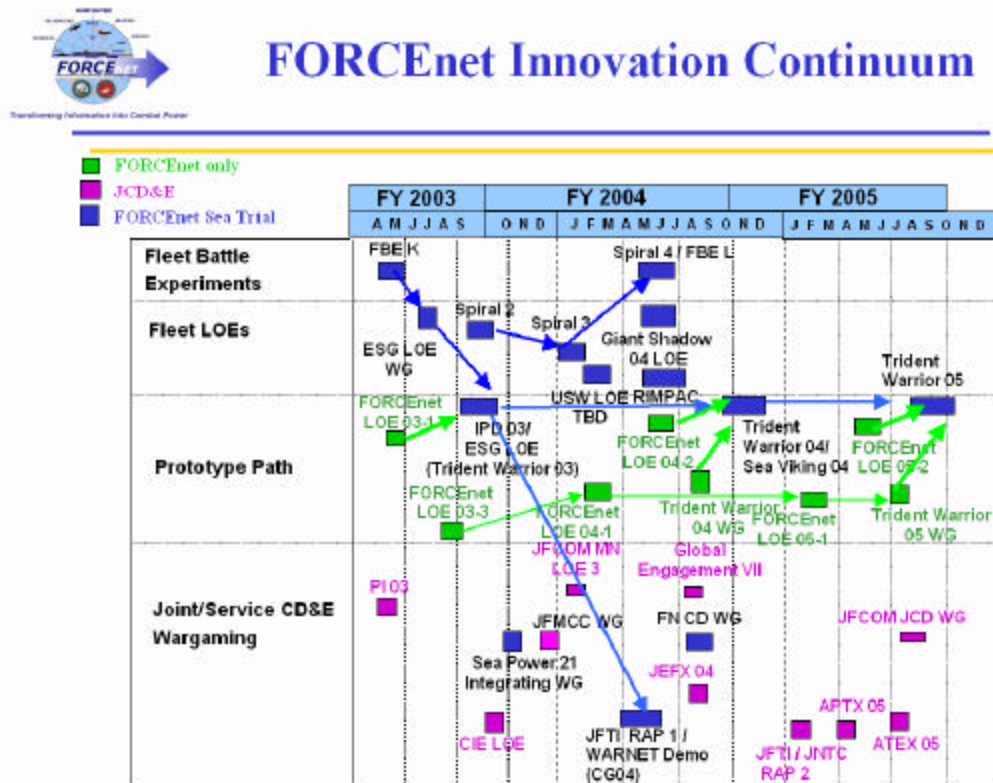 FORCEnet
Transforming Information into Combat Power
FORCEnet Innovation Continuum
FORCEnet only
JCD&E
FORCEnet Sea Trial
FY 2003 FY 2004 FY 2005
A M J J A S O N D J F M A M J J A S O N D J F M A M J J A S O N D
Fleet Battle
Experiments
FBE K
Spiral 4 / FBE L
Fleet LOEs
ESG LOE
WG
Spiral 2
Spiral 3
Giant Shadow
04 LOE
USW LOE
TBD
RIMPAC
Trident
Warrior 05
Prototype Path
FORCEnet
LOE 03-1
IPD 03/
ESG LOE
(Trident Warrior 03)
FORCEnet
LOE 03-3
FORCEnet
LOE 04-1
FORCEnet
LOE 04-2
Trident Warrior
04 WG
Trident
Warrior 04/
Sea Viking 04
FORCEnet
LOE 05-1
FORCEnet
LOE 05-2
Trident Warrior
05 WG
Joint/Service CD&E
Wargaming
PI 03
JFCOM MN
LOE 3
Global
Engagement VII
JFMCC WG
FN CD WG
JFCOM JCD WG
Sea Power 21
Integrating WG
JEFX 04
CIE LOE
JFTI RAP 1 /
WARNET Demo
(CG04)
APTX 05
JFTI / JNTC
RAP 2
ATEX 05